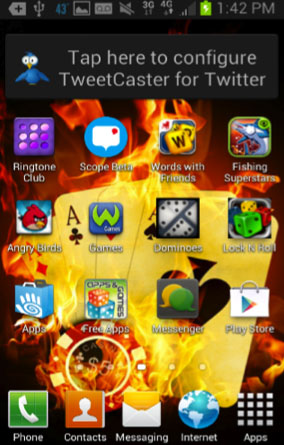 43° 3G 4G 1:42 PM
Tap here to configure
TweetCaster for Twitter
Ringtone Club
Scope Beta
Words with Friends
Fishing Superstars
Angry Birds
Games
Dominoes
Lock N Roll
Apps
Free Apps
Messenger
Play Store
Phone
Contacts
Messaging
Internet
Apps